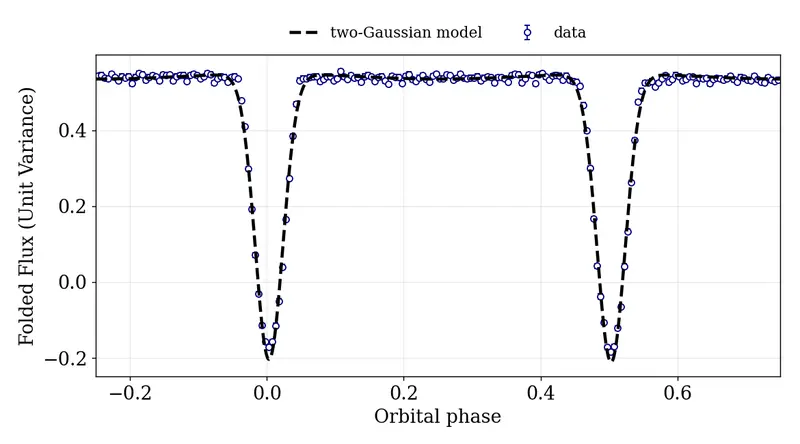 two-Gaussian model
data
Folded Flux (Unit Variance)
0.4
0.2
0.0
−0.2
−0.2
0.0
0.2
0.4
0.6
Orbital phase